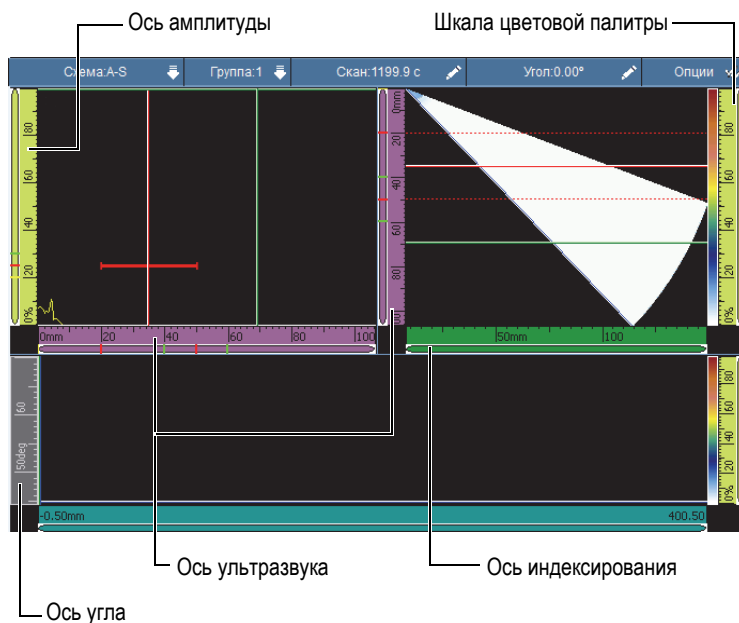 Ось амплитуды
Шкала цветовой палитры
Схема:A-S
Группа:1
Скан:1199.9 с
Угол:0.00°
Опции
|80
|60
|40
|20
0%
0mm
|20
|40
|60
|80
|100
0mm
20
40
60
80
|50mm
|100
|80
|60
|40
|20
0%
|60
|50deg
-0.50mm
400.50
|80
|60
|40
|20
0%
Ось ультразвука
Ось индексирования
Ось угла